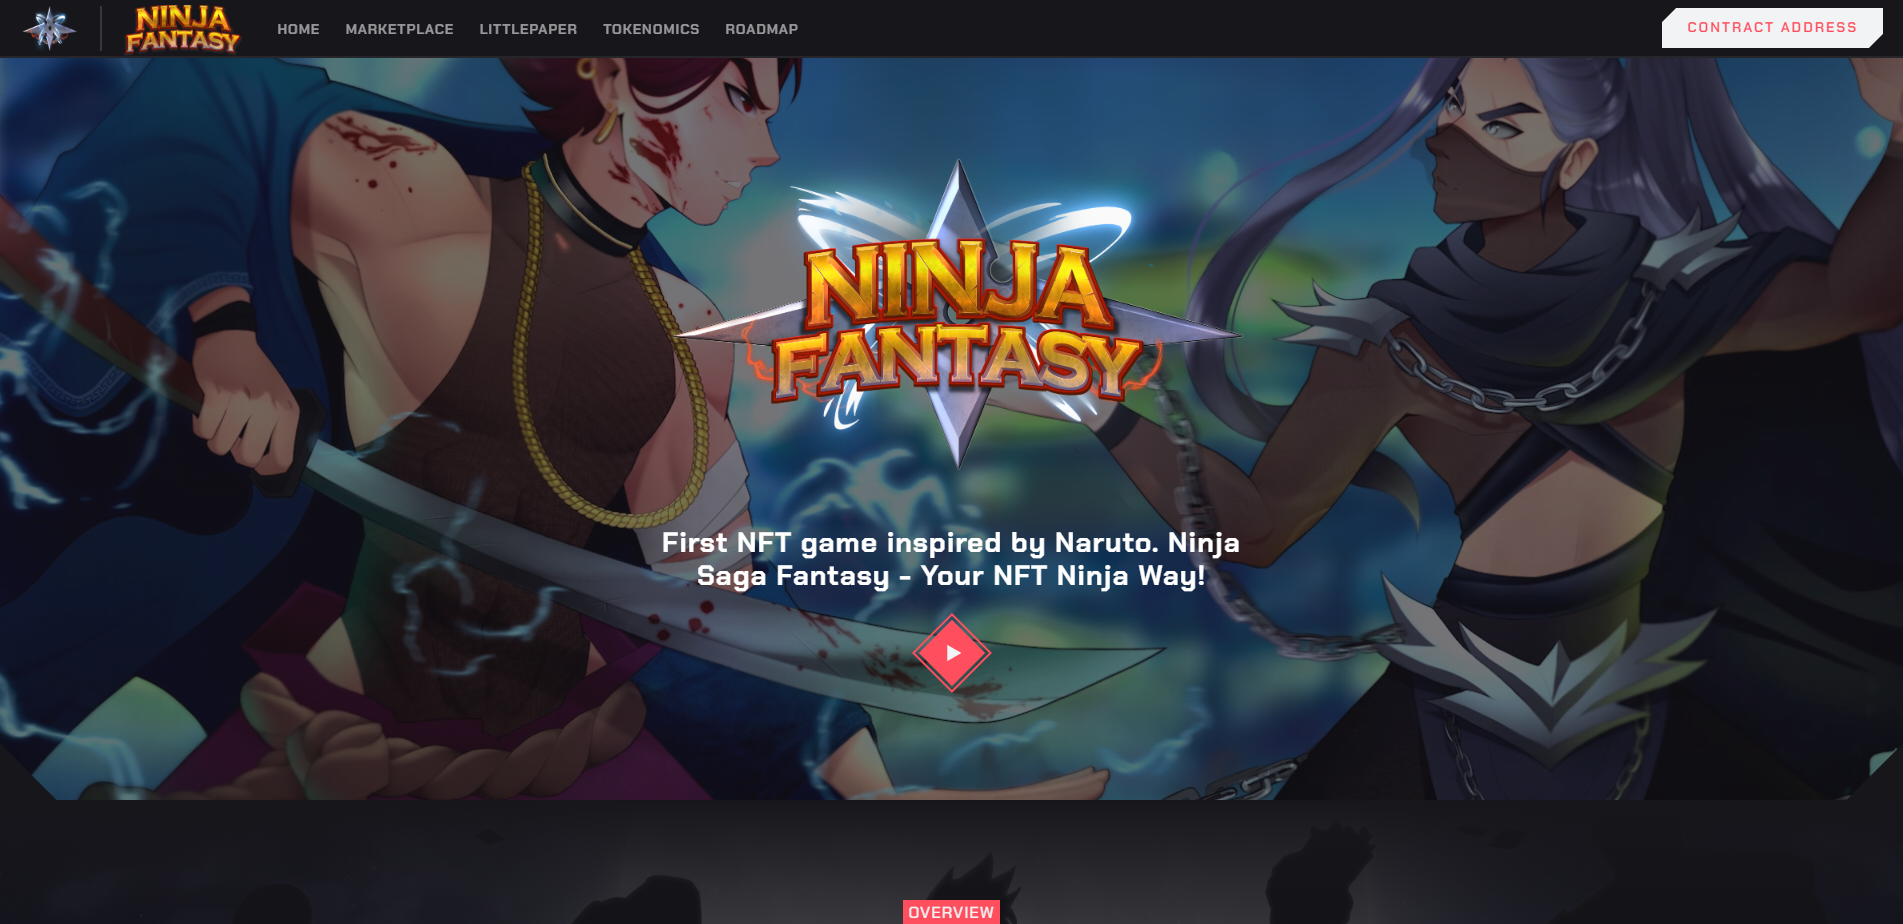 NINJA
FANTASY
HOME
MARKETPLACE
LITTLEPAPER
TOKENOMICS
ROADMAP
CONTRACT ADDRESS
NINJA
FANTASY
First NFT game inspired by Naruto. Ninja
Saga Fantasy - Your NFT Ninja Way!
OVERVIEW